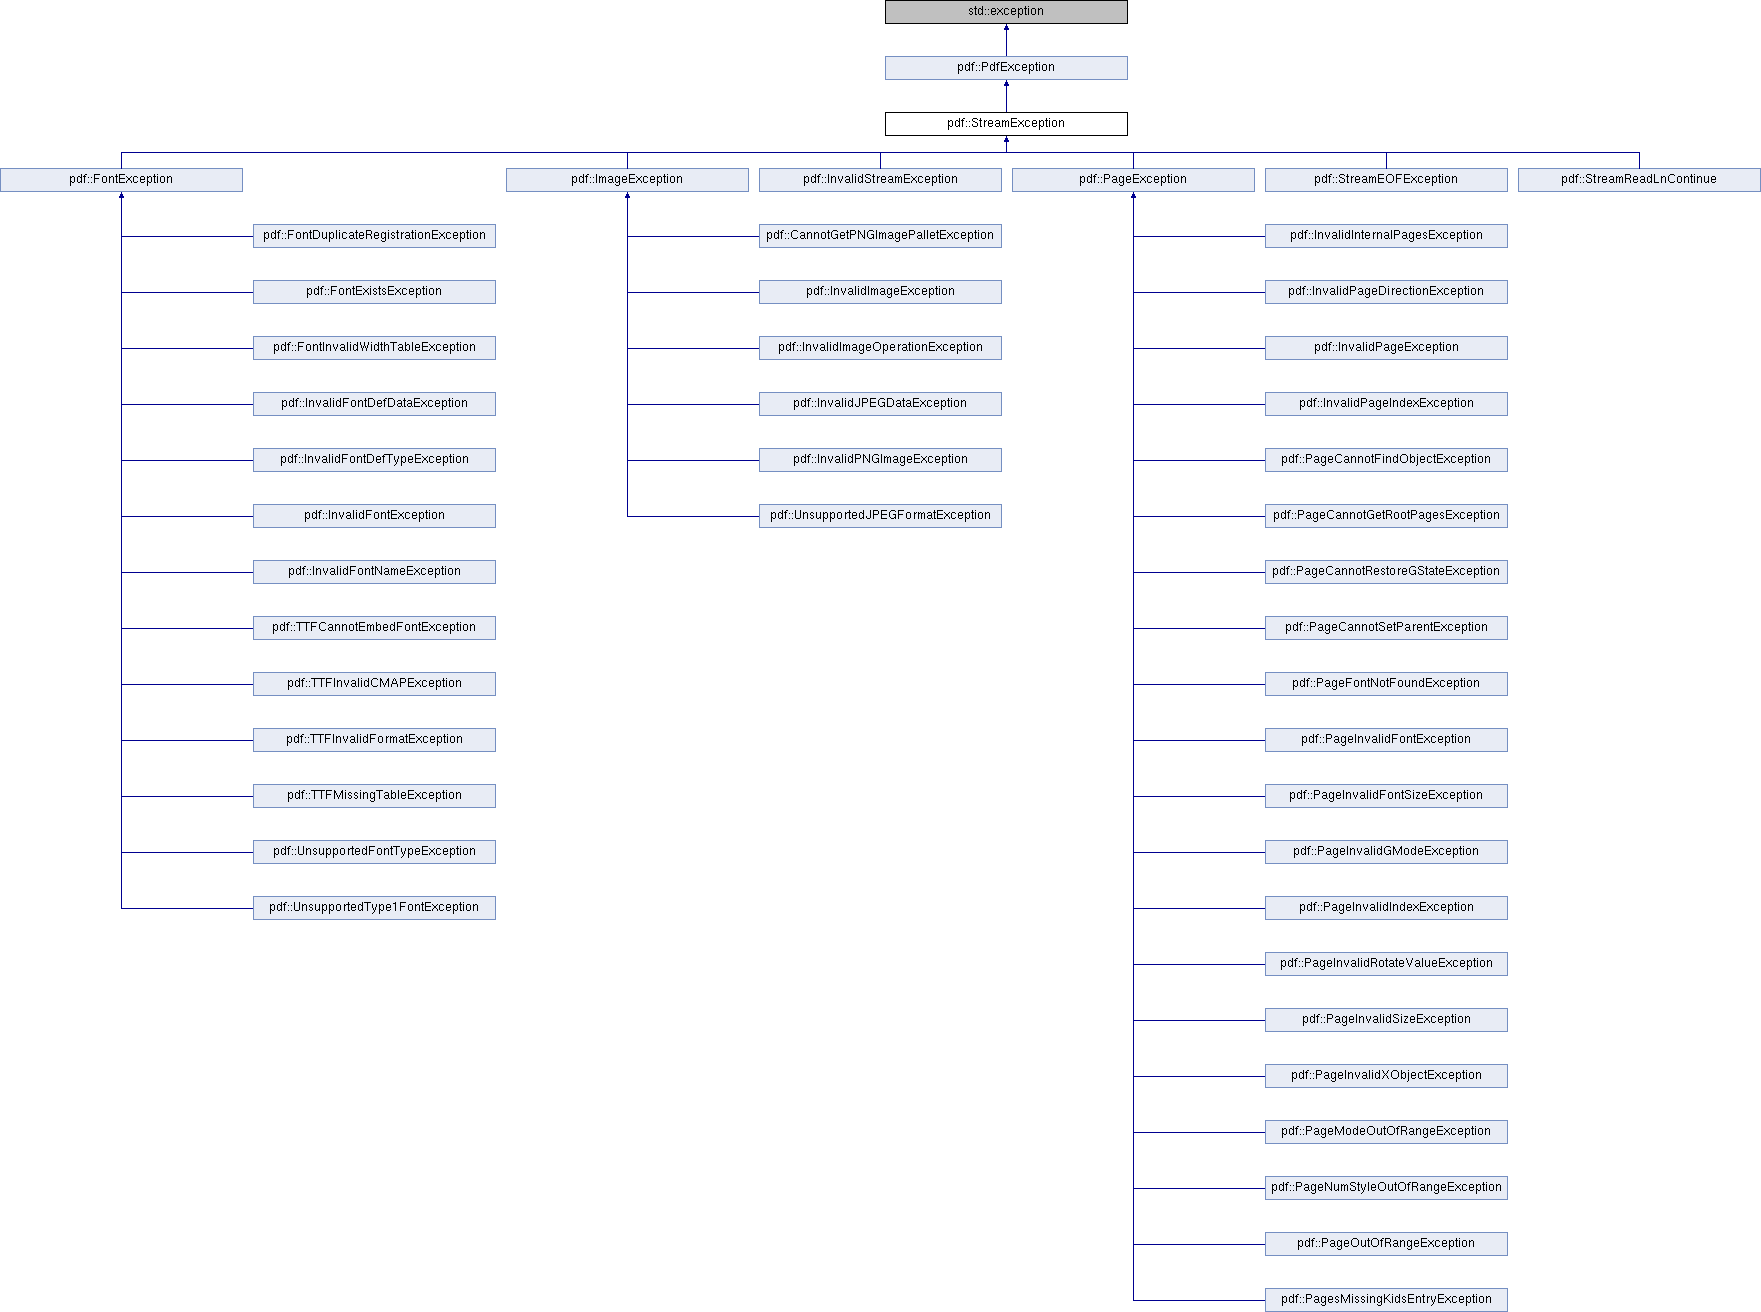 std::exception
pdf::PdfException
pdf::StreamException
pdf::FontException
pdf::ImageException
pdf::InvalidStreamException
pdf::PageException
pdf::StreamEOFException
pdf::StreamReadLnContinue
pdf::FontDuplicateRegistrationException
pdf::CannotGetPNGImagePalletException
pdf::InvalidInternalPagesException
pdf::FontExistsException
pdf::InvalidImageException
pdf::InvalidPageDirectionException
pdf::FontInvalidWidthTableException
pdf::InvalidImageOperationException
pdf::InvalidPageException
pdf::InvalidFontDefDataException
pdf::InvalidJPEGDataException
pdf::InvalidPageIndexException
pdf::InvalidFontDefTypeException
pdf::InvalidPNGImageException
pdf::PageCannotFindObjectException
pdf::InvalidFontException
pdf::UnsupportedJPEGFormatException
pdf::PageCannotGetRootPagesException
pdf::InvalidFontNameException
pdf::PageCannotRestoreGStateException
pdf::TTFCannotEmbedFontException
pdf::PageCannotSetParentException
pdf::TTFInvalidCMAPException
pdf::PageFontNotFoundException
pdf::TTFInvalidFormatException
pdf::PageInvalidFontException
pdf::TTFMissingTableException
pdf::PageInvalidFontSizeException
pdf::UnsupportedFontTypeException
pdf::PageInvalidGModeException
pdf::UnsupportedType1FontException
pdf::PageInvalidIndexException
pdf::PageInvalidRotateValueException
pdf::PageInvalidSizeException
pdf::PageInvalidXObjectException
pdf::PageModeOutOfRangeException
pdf::PageNumStyleOutOfRangeException
pdf::PageOutOfRangeException
pdf::PagesMissingKidsEntryException